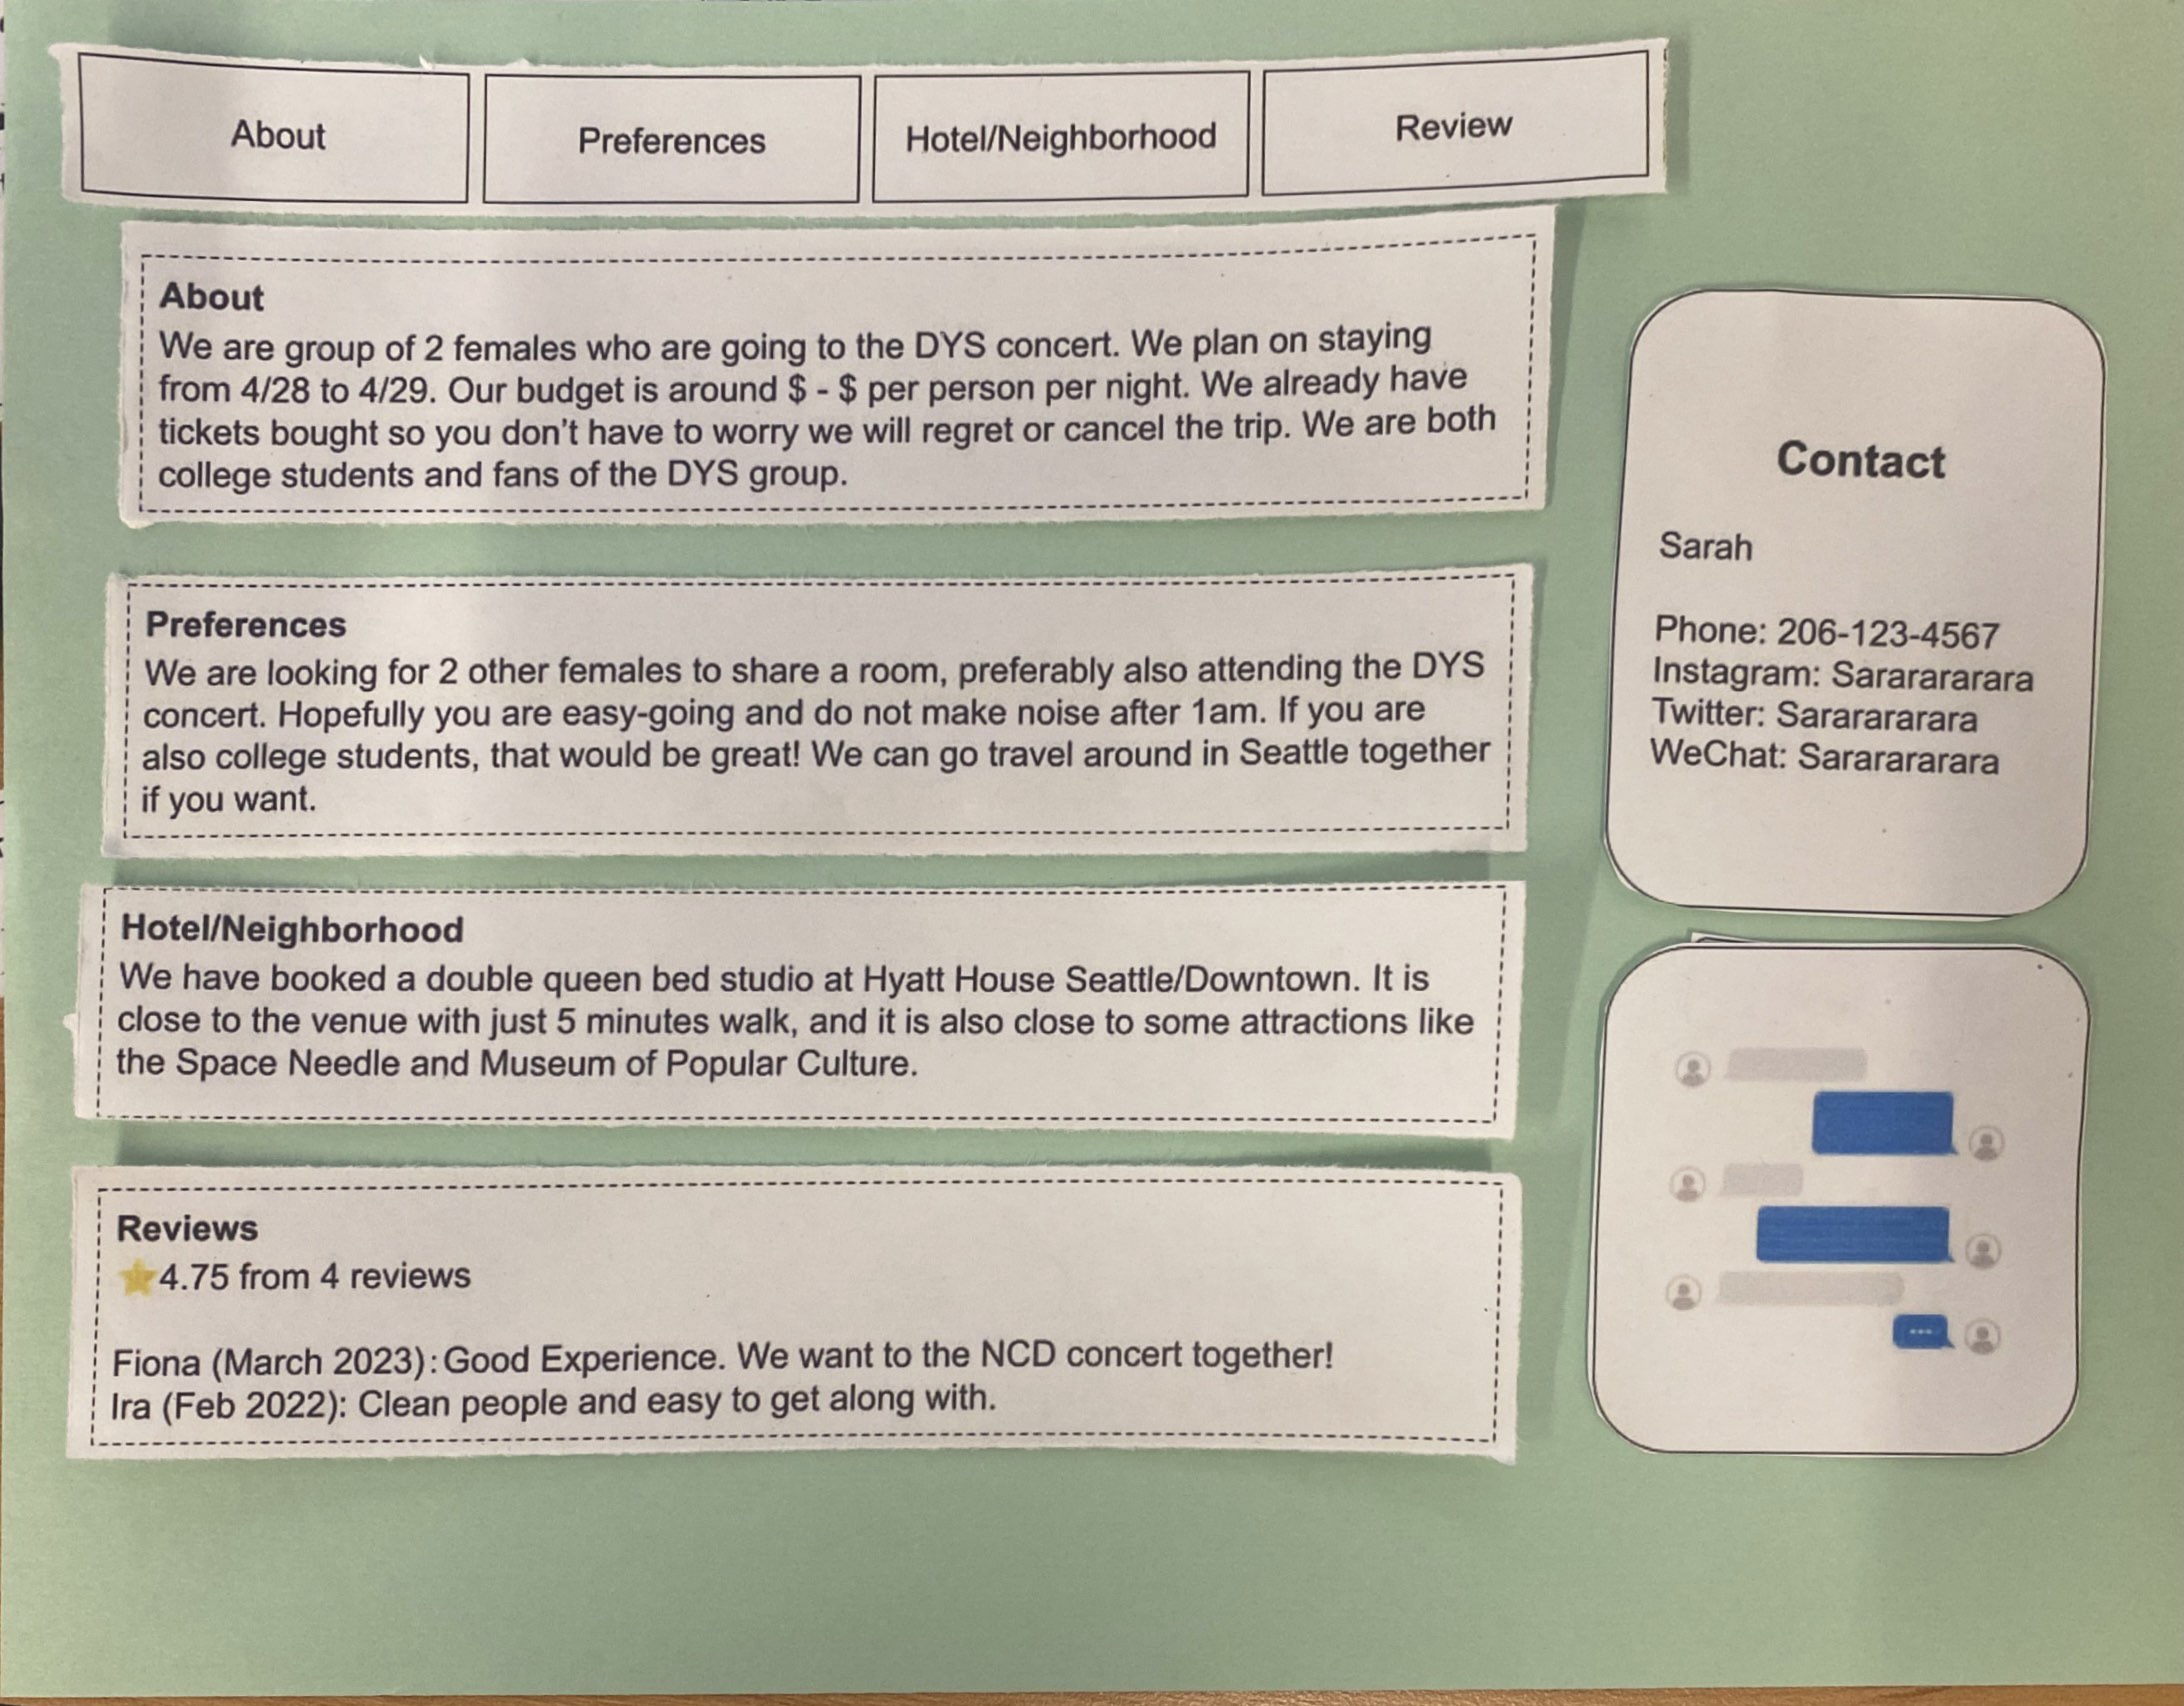 About
Preferences
Hotel/Neighborhood
Review
About
We are group of 2 females who are going to the DYS concert. We plan on staying
from 4/28 to 4/29. Our budget is around $ - $ per person per night. We already have
tickets bought so you don't have to worry we will regret or cancel the trip. We are both
college students and fans of the DYS group.
Preferences
We are looking for 2 other females to share a room, preferably also attending the DYS
concert. Hopefully you are easy-going and do not make noise after 1am. If you are
also college students, that would be great! We can go travel around in Seattle together
if you want.
Hotel/Neighborhood
We have booked a double queen bed studio at Hyatt House Seattle/Downtown. It is
close to the venue with just 5 minutes walk, and it is also close to some attractions like
the Space Needle and Museum of Popular Culture.
Reviews
4.75 from 4 reviews
Fiona (March 2023): Good Experience. We want to the NCD concert together!
Ira (Feb 2022): Clean people and easy to get along with.
Contact
Sarah
Phone: 206-123-4567
Instagram: Sararararara
Twitter: Sararararara
WeChat: Sararararara
...